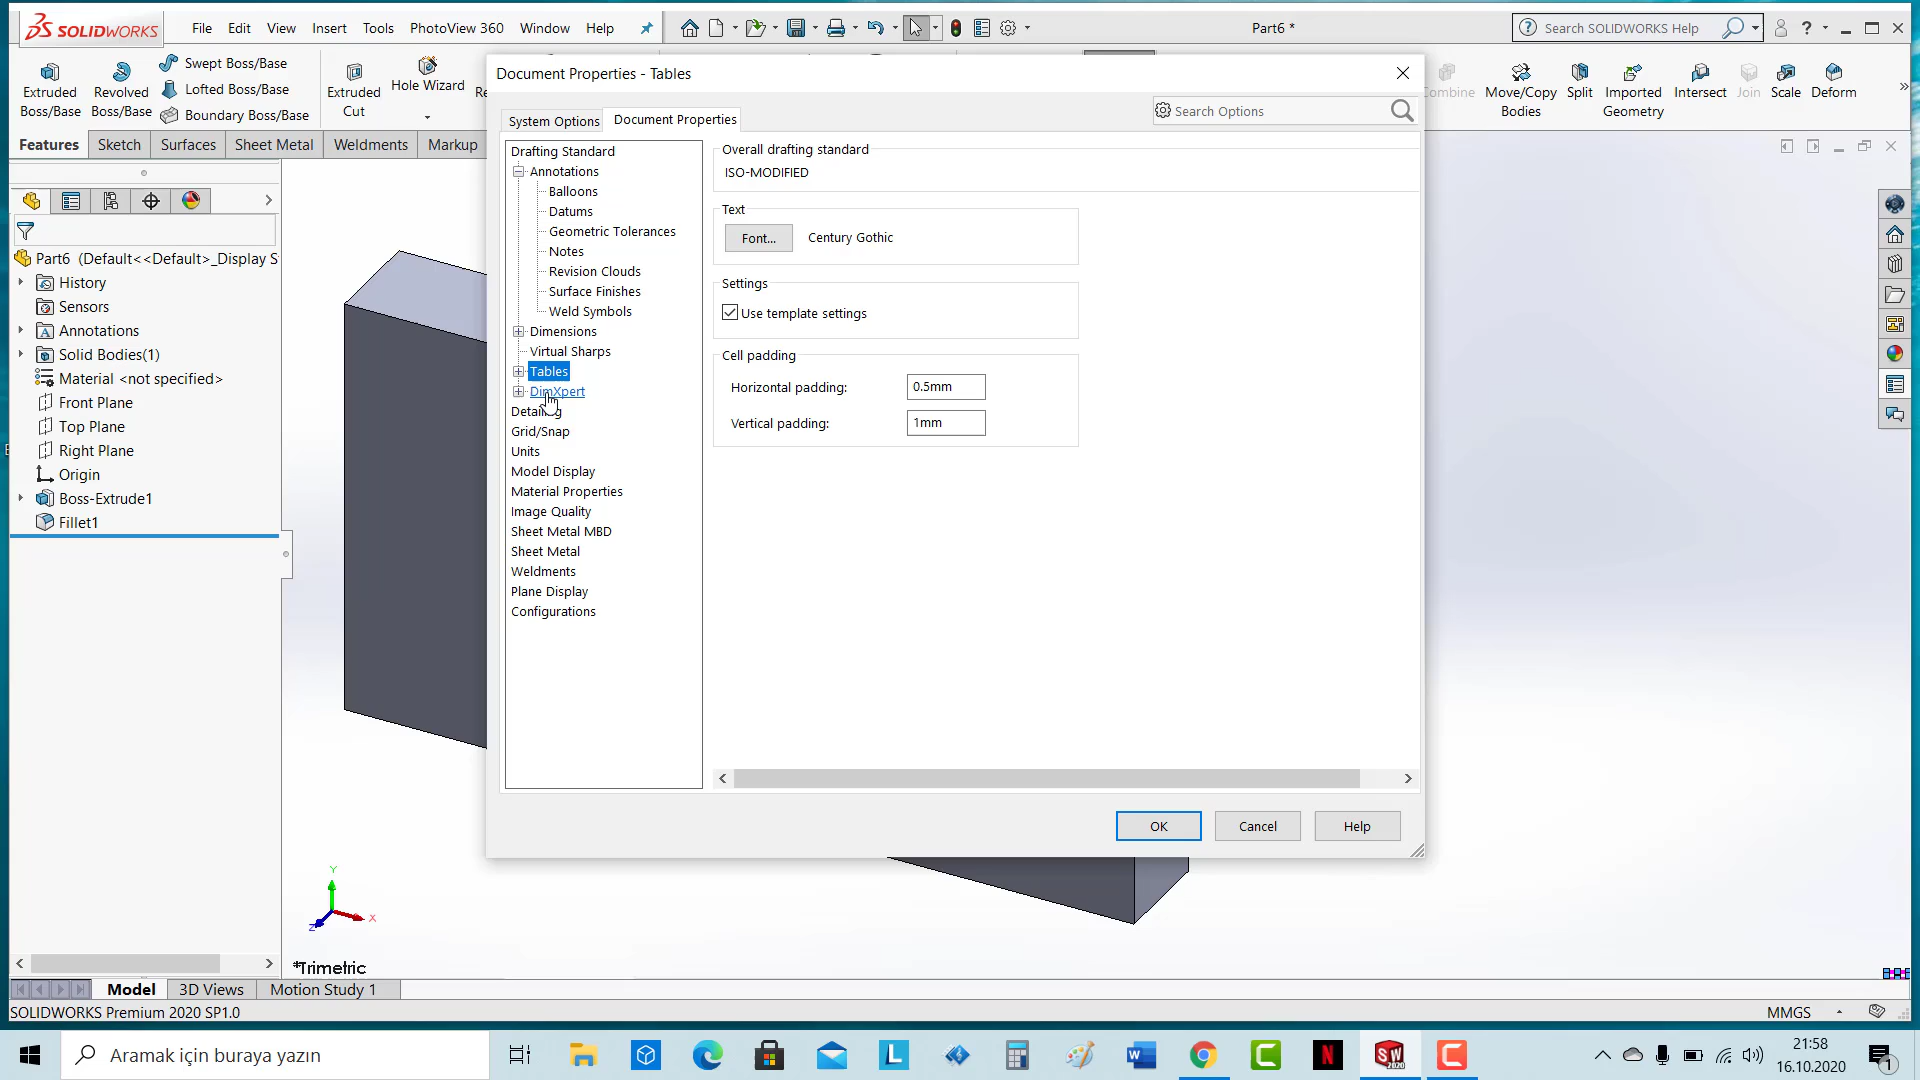 SOLIDWORKS
File Edit View Insert Tools PhotoView 360 Window Help
Part6 *
Search SOLIDWORKS Help
Extruded Boss/Base
Revolved Boss/Base
Swept Boss/Base
Lofted Boss/Base
Boundary Boss/Base
Extruded Cut
Hole Wizard
Move/Copy Bodies
Split
Imported Geometry
Intersect
Join
Scale
Deform
Features Sketch Surfaces Sheet Metal Weldments Markup
Part6 (Default<<Default>_Display S
History
Sensors
Annotations
Solid Bodies(1)
Material <not specified>
Front Plane
Top Plane
Right Plane
Origin
Boss-Extrude1
Fillet1
Document Properties - Tables
System Options Document Properties
Search Options
Drafting Standard
Annotations
Balloons
Datums
Geometric Tolerances
Notes
Revision Clouds
Surface Finishes
Weld Symbols
Dimensions
Virtual Sharps
Tables
DimXpert
Detailing
Grid/Snap
Units
Model Display
Material Properties
Image Quality
Sheet Metal MBD
Sheet Metal
Weldments
Plane Display
Configurations
Overall drafting standard
ISO-MODIFIED
Text
Font... Century Gothic
Settings
Use template settings
Cell padding
Horizontal padding: 0.5mm
Vertical padding: 1mm
OK Cancel Help
Y
X
Z
*Trimetric
Model 3D Views Motion Study 1
SOLIDWORKS Premium 2020 SP1.0
MMGS
Aramak için buraya yazın
21:58
16.10.2020
1